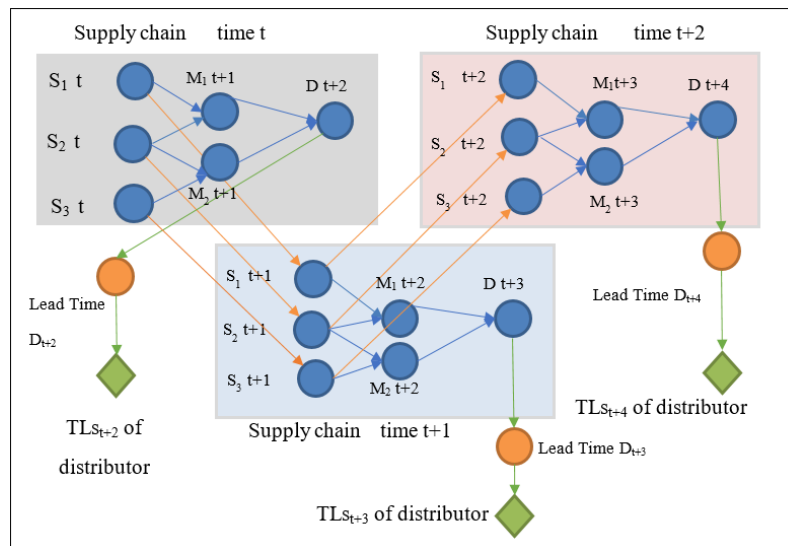 Supply chain time t
S₁ t
M₁ t+1
D t+2
S₂ t
M₂ t+1
S₃ t
Lead Time
Dₜ₊₂
TLsₜ₊₂ of
distributor
Supply chain time t+2
S₁ t+2
M₁t+3
D t+4
S₂ t+2
S₃ t+2
M₂ t+3
Lead Time Dₜ₊₄
TLsₜ₊₄ of distributor
S₁ t+1
M₁ t+2
D t+3
S₂ t+1
S₃ t+1
M₂ t+2
Supply chain time t+1
Lead Time Dₜ₊₃
TLsₜ₊₃ of distributor